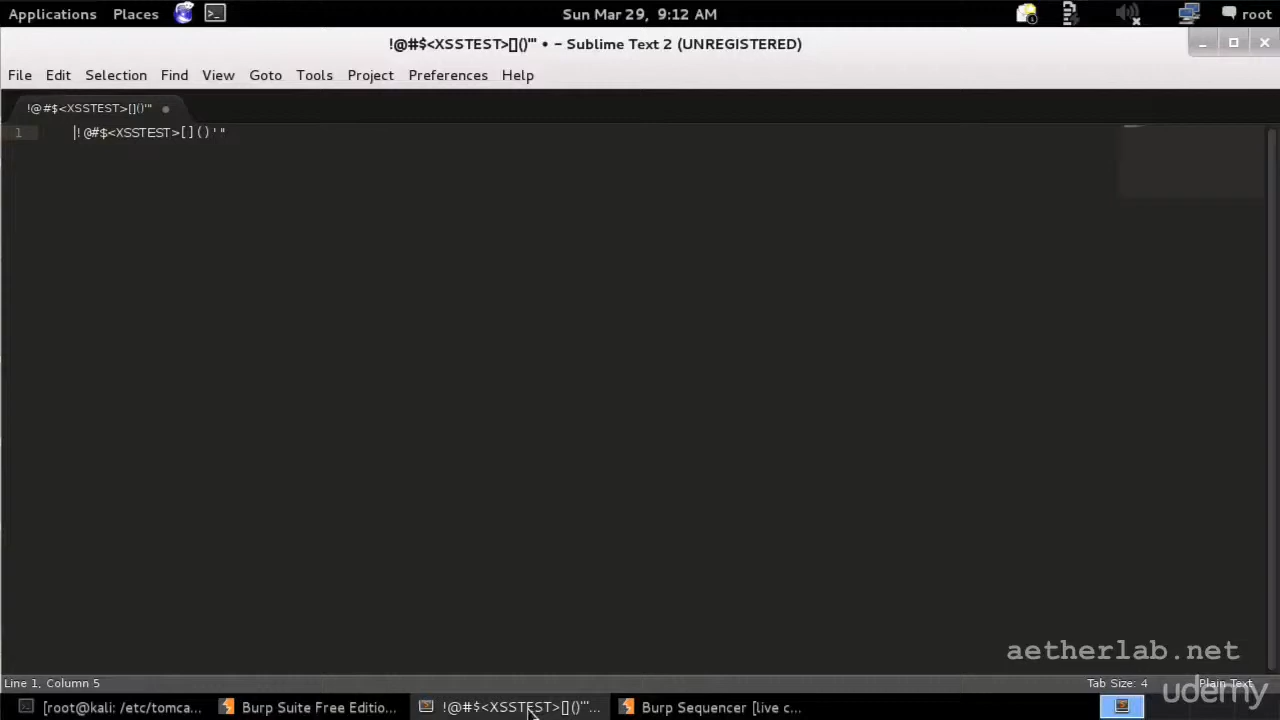 Applications Places Sun Mar 29, 9:12 AM root
!@#$<XSSTEST>[]()'" • - Sublime Text 2 (UNREGISTERED)
File Edit Selection Find View Goto Tools Project Preferences Help
!@#$<XSSTEST>[]()'"
1 !@#$<XSSTEST>[]()'"
aetherlab.net
Line 1, Column 5 Tab Size: 4 Plain Text
udemy
[root@kali: /etc/tomca... Burp Suite Free Editio... !@#$<XSSTEST>[]()'"... Burp Sequencer [live c...